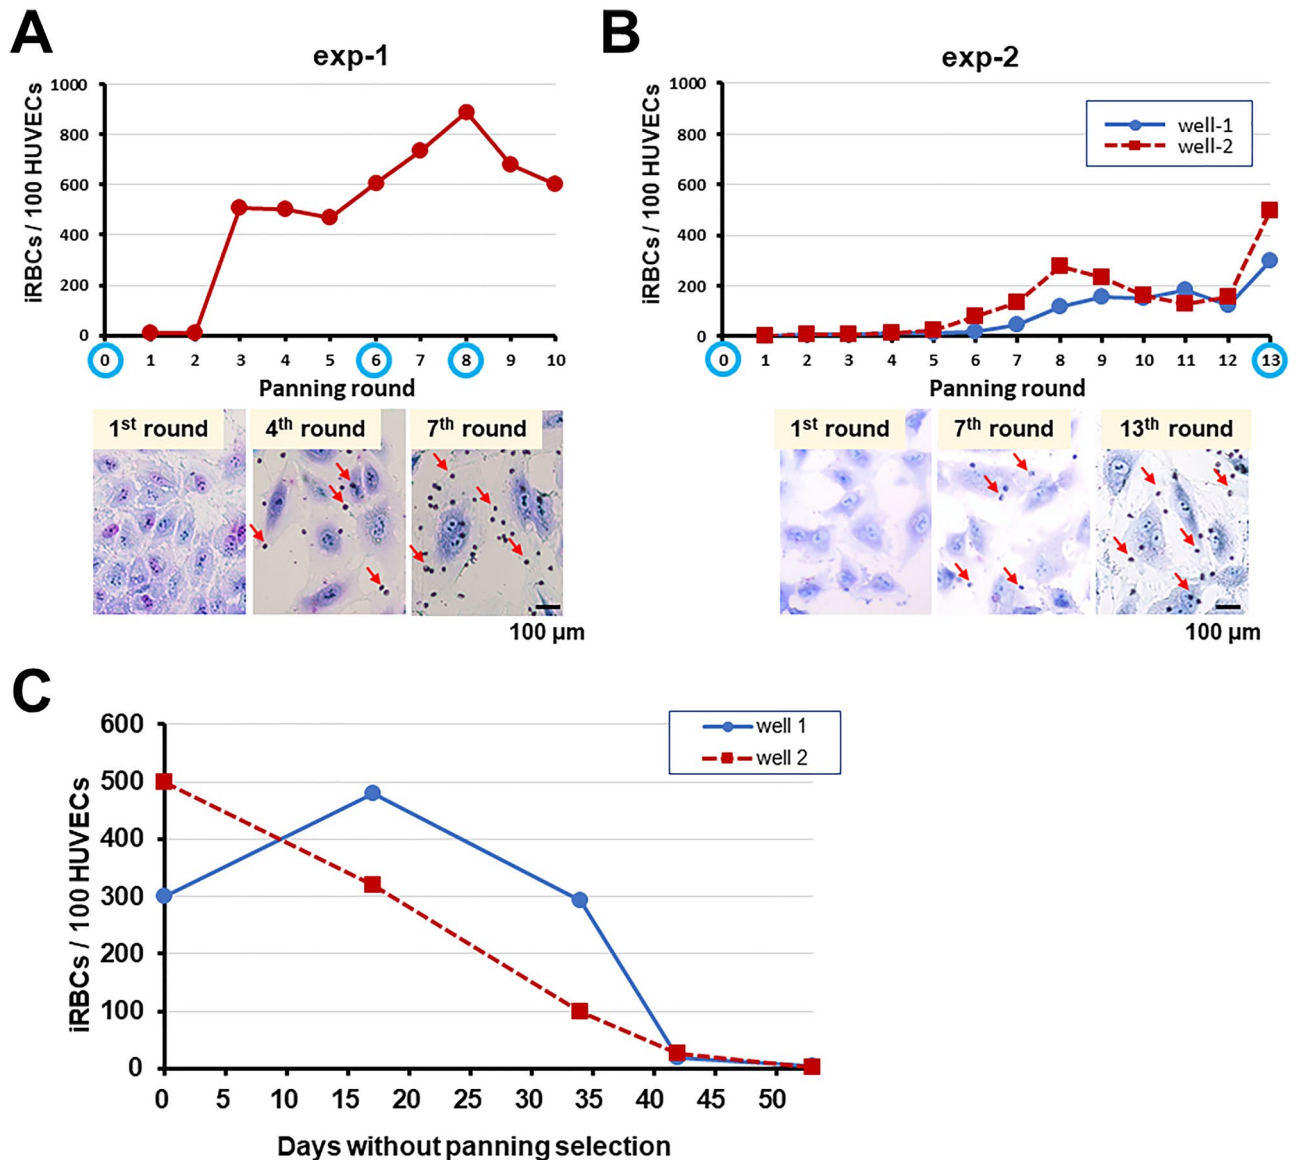 A
exp-1
iRBCs / 100 HUVECs
1000
800
600
400
200
0
0 1 2 3 4 5 6 7 8 9 10
Panning round
1st round
4th round
7th round
100 µm
B
exp-2
iRBCs / 100 HUVECs
1000
800
600
400
200
0
well-1
well-2
0 1 2 3 4 5 6 7 8 9 10 11 12 13
Panning round
1st round
7th round
13th round
100 µm
C
iRBCs / 100 HUVECs
600
500
400
300
200
100
0
well 1
well 2
0 5 10 15 20 25 30 35 40 45 50
Days without panning selection